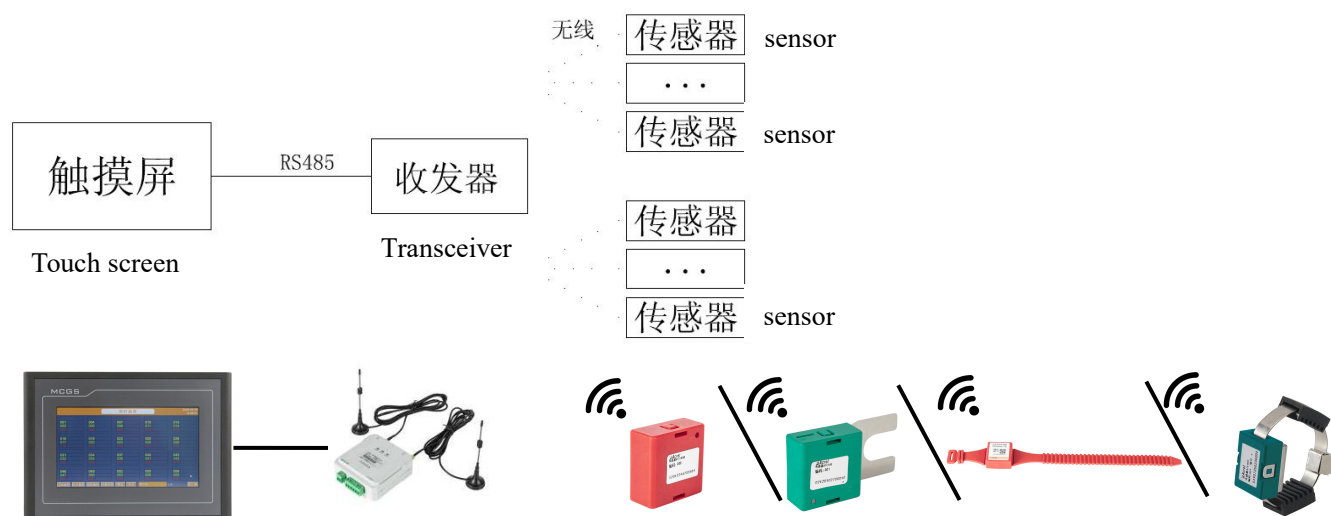 无线
传感器 sensor
...
传感器 sensor
触摸屏
RS485
收发器
Touch screen
Transceiver
传感器
...
传感器 sensor
MCGS